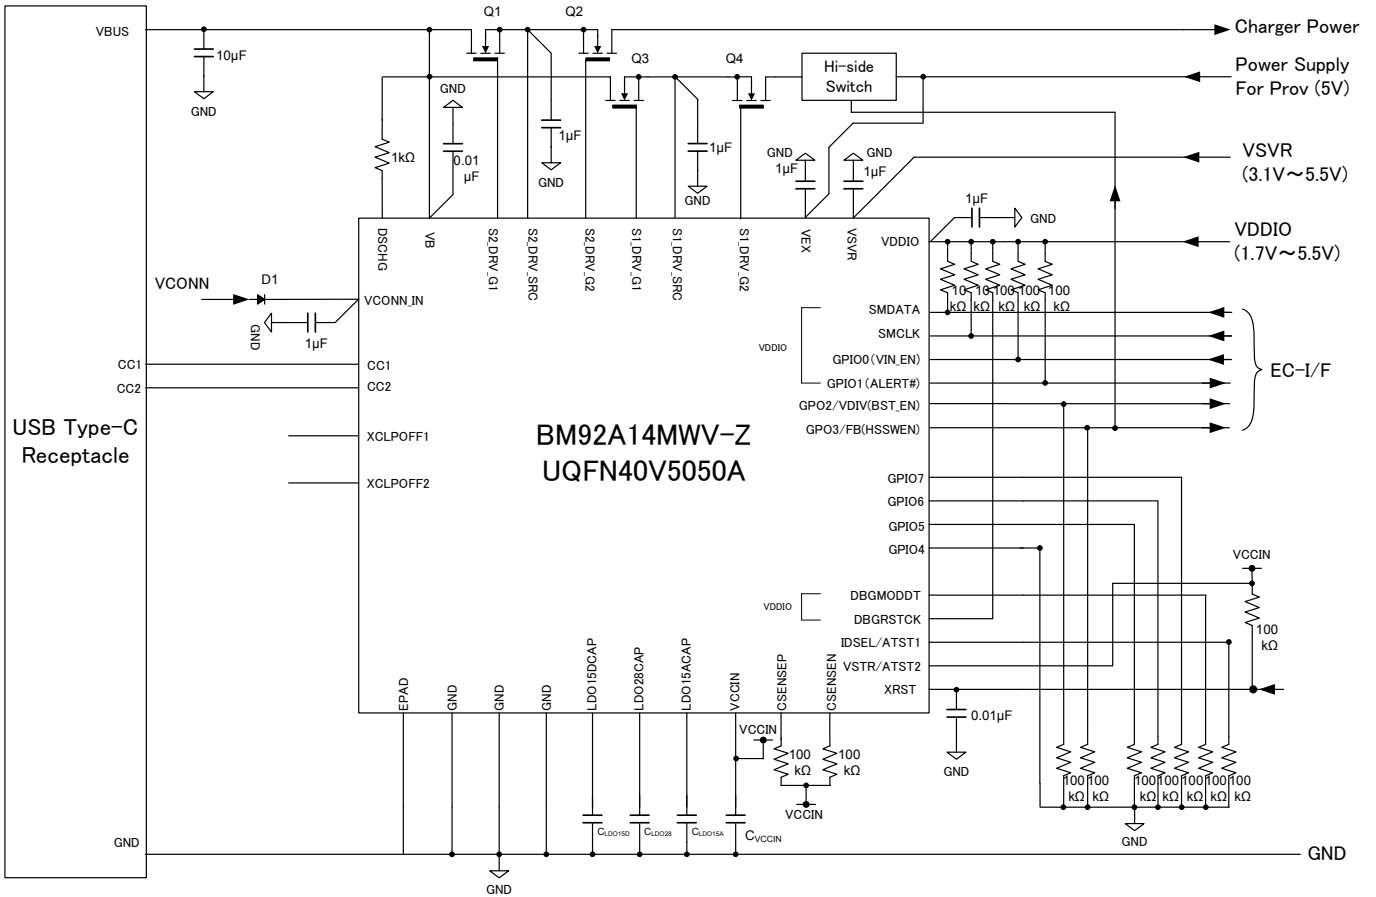 Q1
Q2
Charger Power
VBUS
10µF
GND
GND
0.01
µF
1µF
GND
Q3
Q4
Hi-side
Switch
Power Supply
For Prov (5V)
1kΩ
1µF
GND
GND
1µF
GND
1µF
VSVR
(3.1V～5.5V)
1µF
GND
VDDIO
(1.7V～5.5V)
DSCHG
VB
S2_DRV_G1
S2_DRV_SRC
S2_DRV_G2
S1_DRV_G1
S1_DRV_SRC
S1_DRV_G2
VEX
VSVR
VDDIO
10
kΩ
10
kΩ
100
kΩ
100
kΩ
100
kΩ
VCONN
D1
VCONN_IN
GND
1µF
CC1
CC1
CC2
CC2
XCLPOFF1
XCLPOFF2
USB Type-C
Receptacle
BM92A14MWV-Z
UQFN40V5050A
VDDIO
SMDATA
SMCLK
GPIO0(VIN_EN)
GPIO1(ALERT#)
GPO2/VDIV(BST_EN)
GPO3/FB(HSSWEN)
EC-I/F
GPIO7
GPIO6
GPIO5
GPIO4
VDDIO
DBGMODDT
DBGRSTCK
IDSEL/ATST1
VSTR/ATST2
XRST
VCCIN
100
kΩ
0.01µF
GND
EPAD
GND
GND
GND
LDO15DCAP
LDO28CAP
LDO15ACAP
VCCIN
CSENSEP
CSENSEN
VCCIN
100
kΩ
100
kΩ
VCCIN
100
kΩ
100
kΩ
100
kΩ
100
kΩ
100
kΩ
100
kΩ
100
kΩ
GND
CLDO15D
CLDO28
CLDO15A
CVCCIN
GND
GND
GND